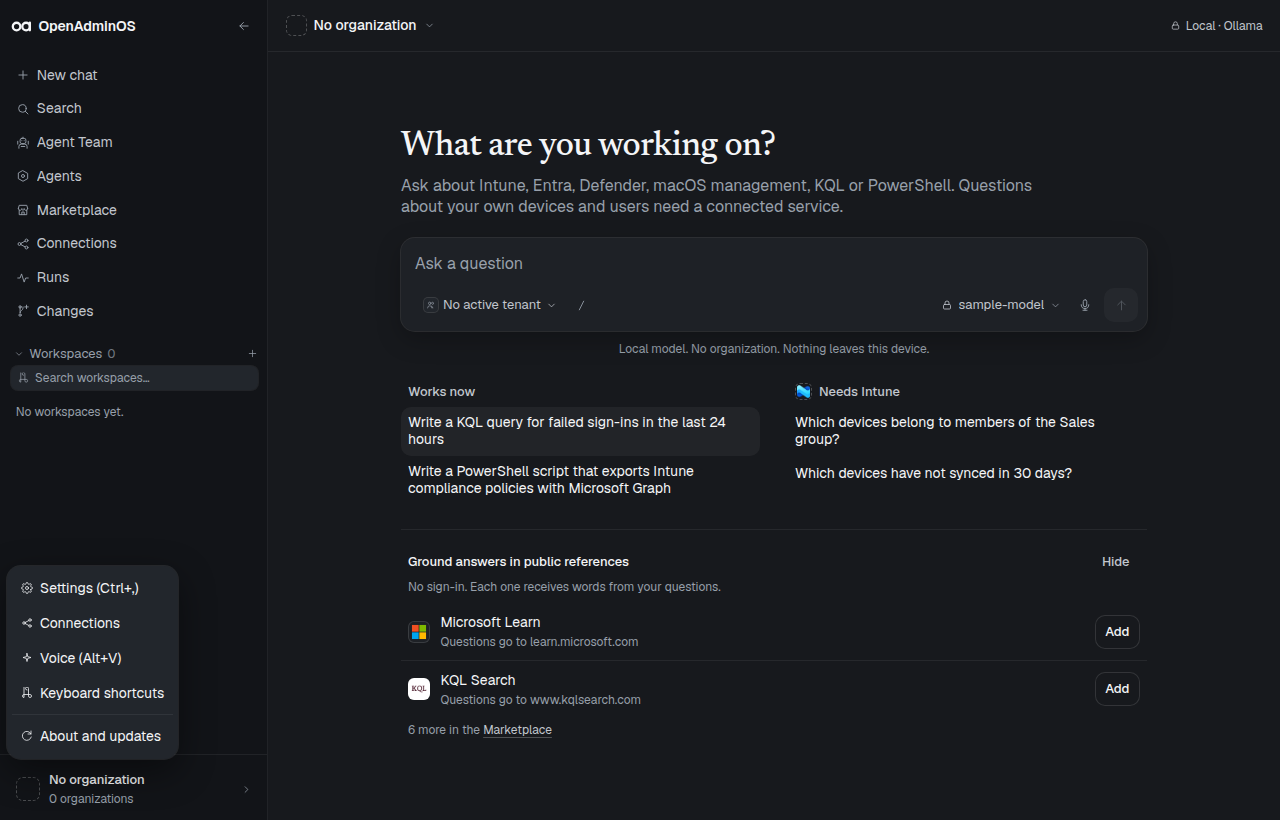 OpenAdminOS
New chat
Search
Agent Team
Agents
Marketplace
Connections
Runs
Changes
Workspaces 0
Search workspaces...
No workspaces yet.
Settings (Ctrl+,)
Connections
Voice (Alt+V)
Keyboard shortcuts
About and updates
No organization
0 organizations
No organization
Local · Ollama
What are you working on?
Ask about Intune, Entra, Defender, macOS management, KQL or PowerShell. Questions
about your own devices and users need a connected service.
Ask a question
No active tenant
/
sample-model
Local model. No organization. Nothing leaves this device.
Works now
Write a KQL query for failed sign-ins in the last 24
hours
Write a PowerShell script that exports Intune
compliance policies with Microsoft Graph
Needs Intune
Which devices belong to members of the Sales
group?
Which devices have not synced in 30 days?
Ground answers in public references
Hide
No sign-in. Each one receives words from your questions.
Microsoft Learn
Questions go to learn.microsoft.com
Add
KQL
KQL Search
Questions go to www.kqlsearch.com
Add
6 more in the Marketplace